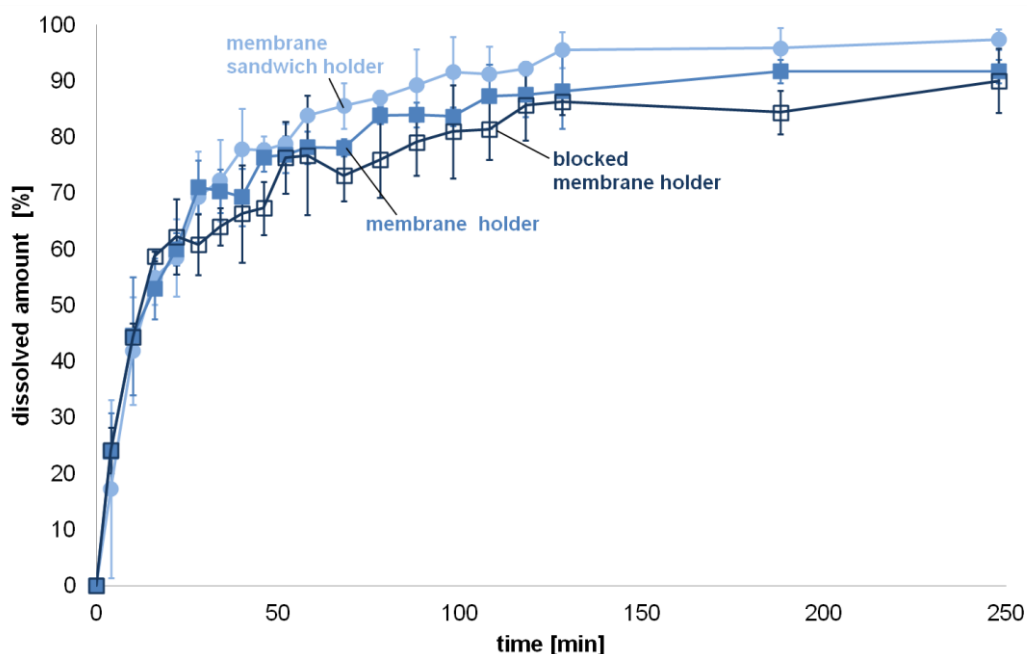 100
90
80
70
60
50
40
30
20
10
0
dissolved amount [%]
membrane
sandwich holder
blocked
membrane holder
membrane holder
0
50
100
150
200
250
time [min]